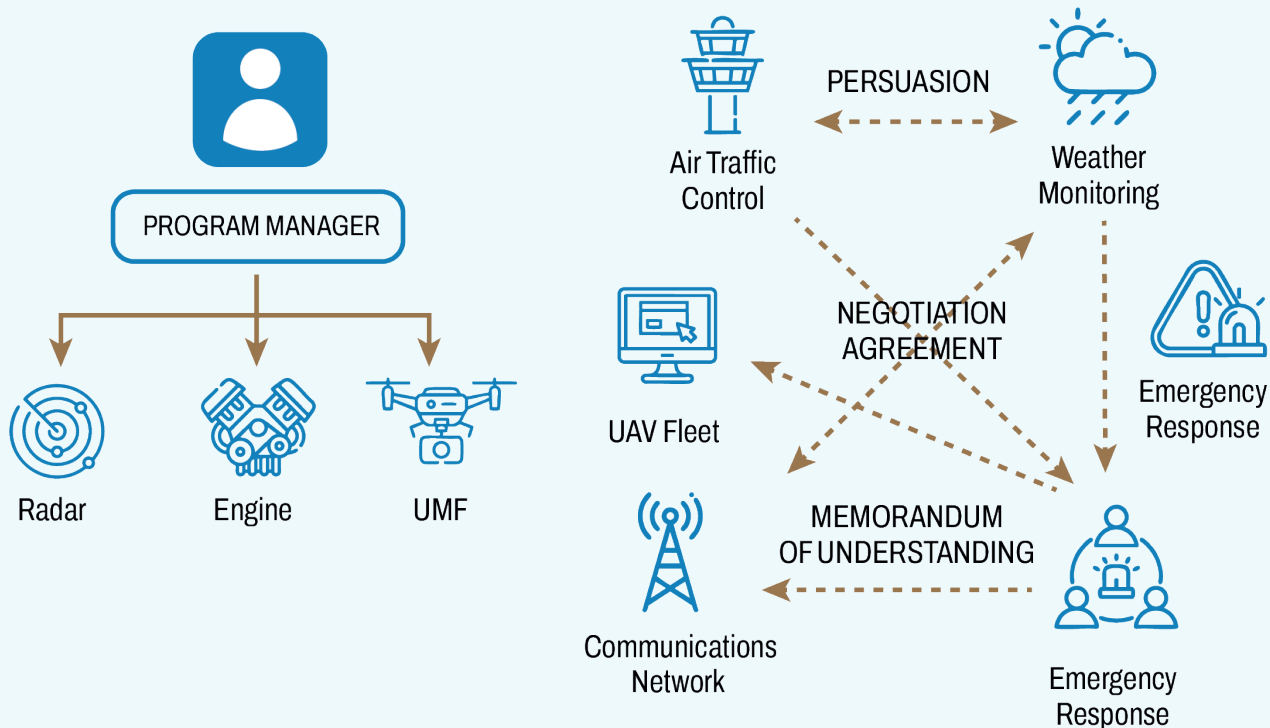 PROGRAM MANAGER
Radar
Engine
UMF
PERSUASION
Air Traffic
Control
Weather
Monitoring
NEGOTIATION
AGREEMENT
UAV Fleet
Emergency
Response
MEMORANDUM
OF UNDERSTANDING
Communications
Network
Emergency
Response